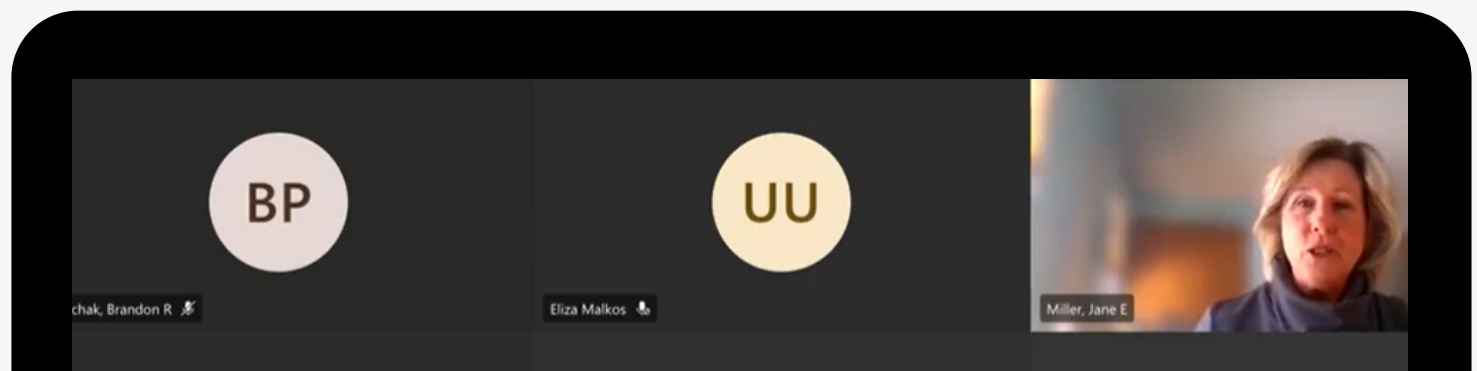 BP
UU
chak, Brandon R
Eliza Malkos
Miller, Jane E